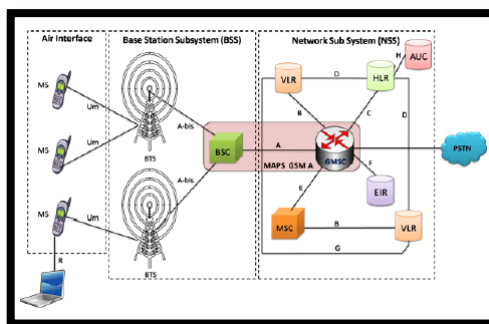 Air Interface
Base Station Subsystem (BSS)
Network Sub System (NSS)
AUC
H
MS
VLR
D
HLR
Um
A-bis
B
C
D
MS
Um
BTS
BSC
A
MAPS GSM A
GMSC
PSTN
F
A-bis
E
EIR
MS
Um
MSC
B
VLR
G
R
BTS